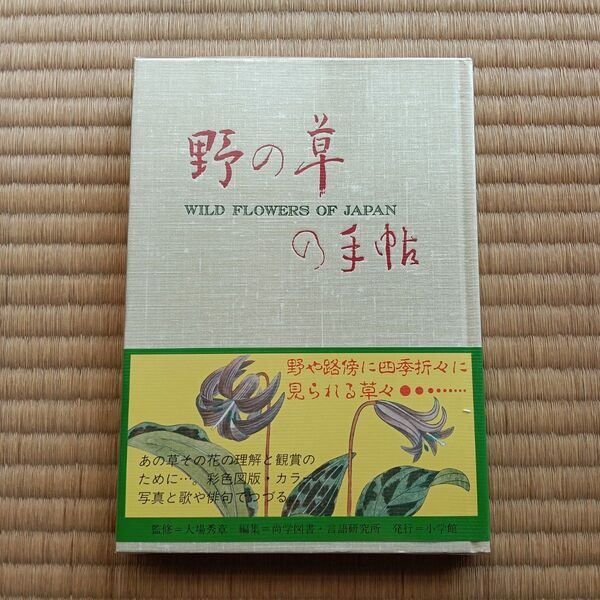 野の草
WILD FLOWERS OF JAPAN
の手帖
野や路傍に四季折々に
見られる草々●●●●………
あの草その花の理解と観賞の
ために…。彩色図版・カラー
写真と歌や俳句でつづる。
監修＝大場秀章 編集＝尚学図書・言語研究所 発行＝小学館